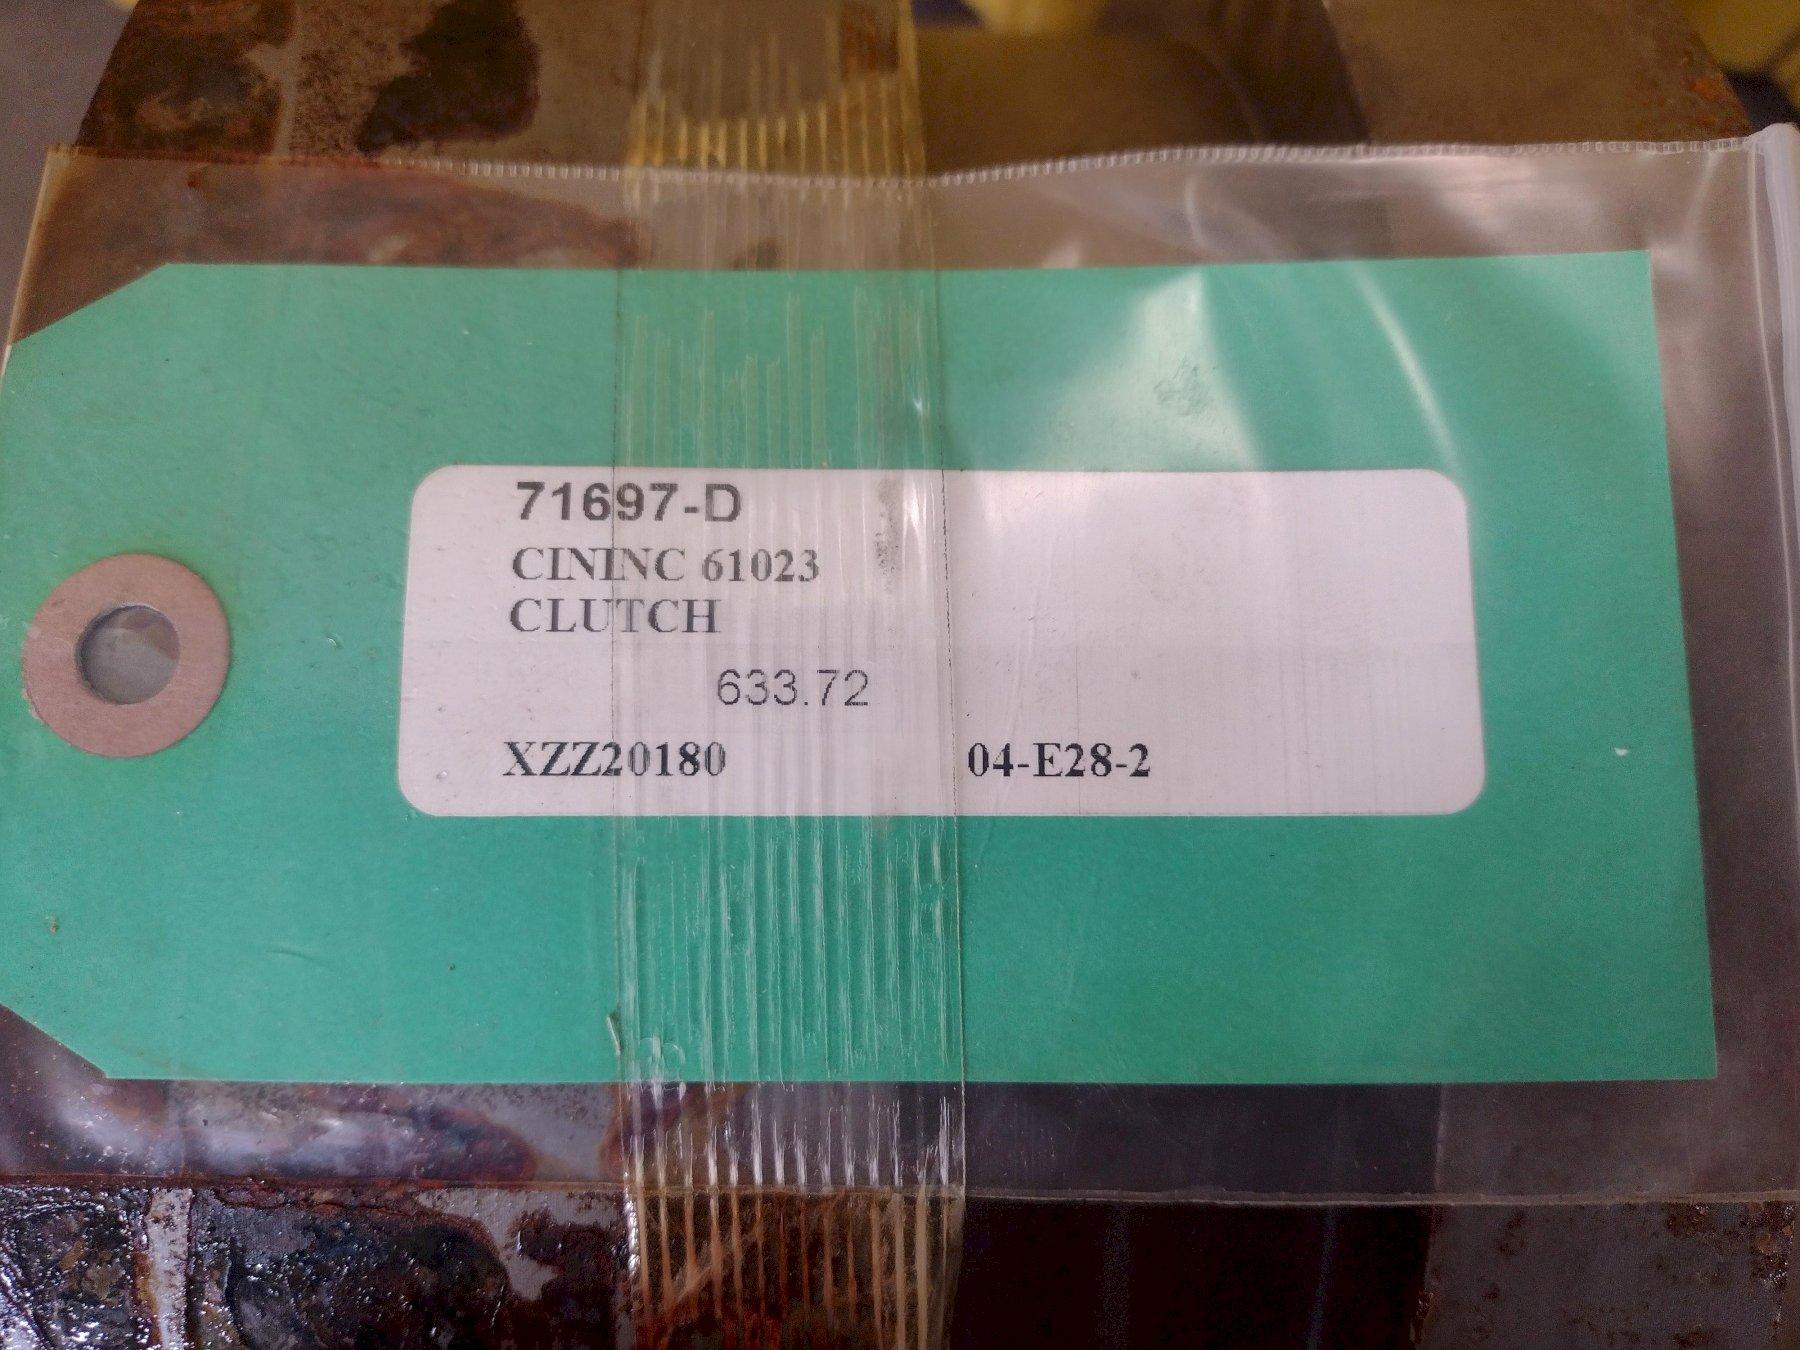 71697-D
CININC 61023
CLUTCH
633.72
XZZ20180 04-E28-2